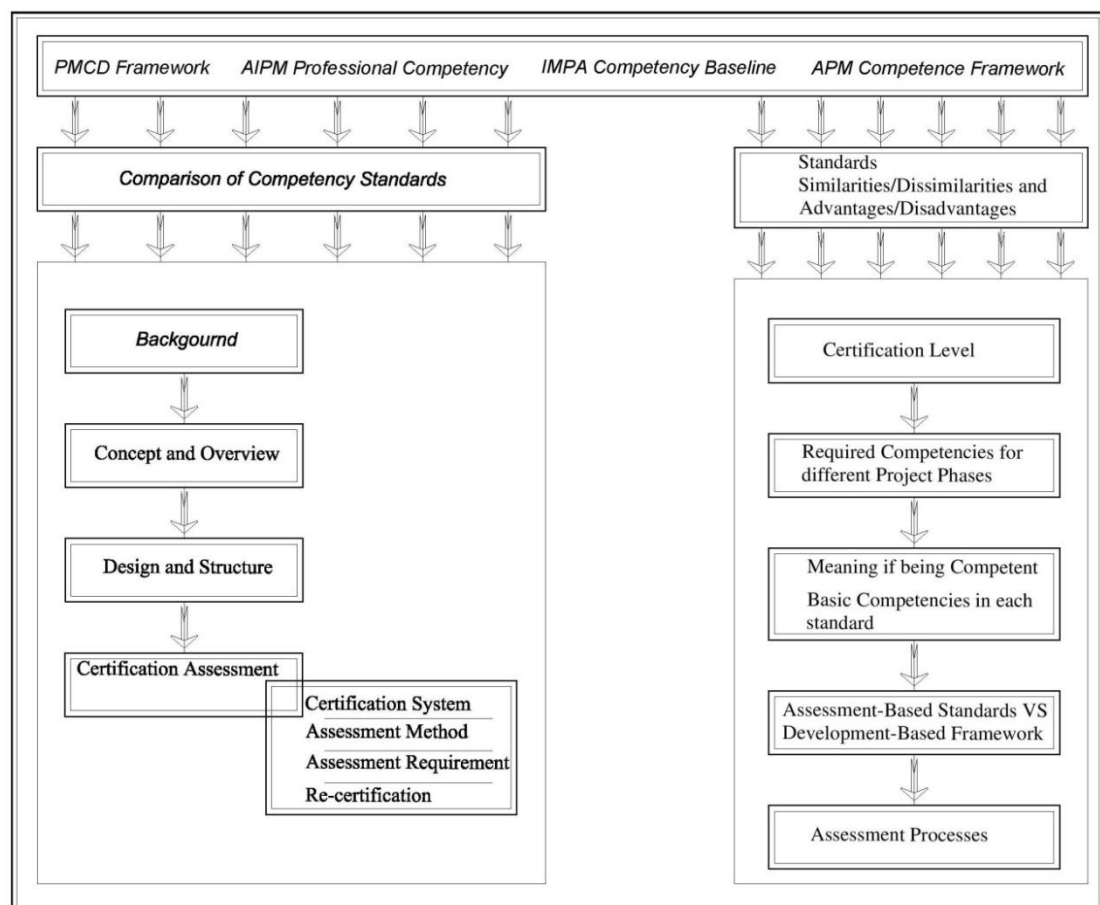 PMCD Framework AIPM Professional Competency IMPA Competency Baseline APM Competence Framework
Comparison of Competency Standards
Backgournd
Concept and Overview
Design and Structure
Certification Assessment
Certification System
Assessment Method
Assessment Requirement
Re-certification
Standards
Similarities/Dissimilarities and
Advantages/Disadvantages
Certification Level
Required Competencies for
different Project Phases
Meaning if being Competent
Basic Competencies in each
standard
Assessment-Based Standards VS
Development-Based Framework
Assessment Processes